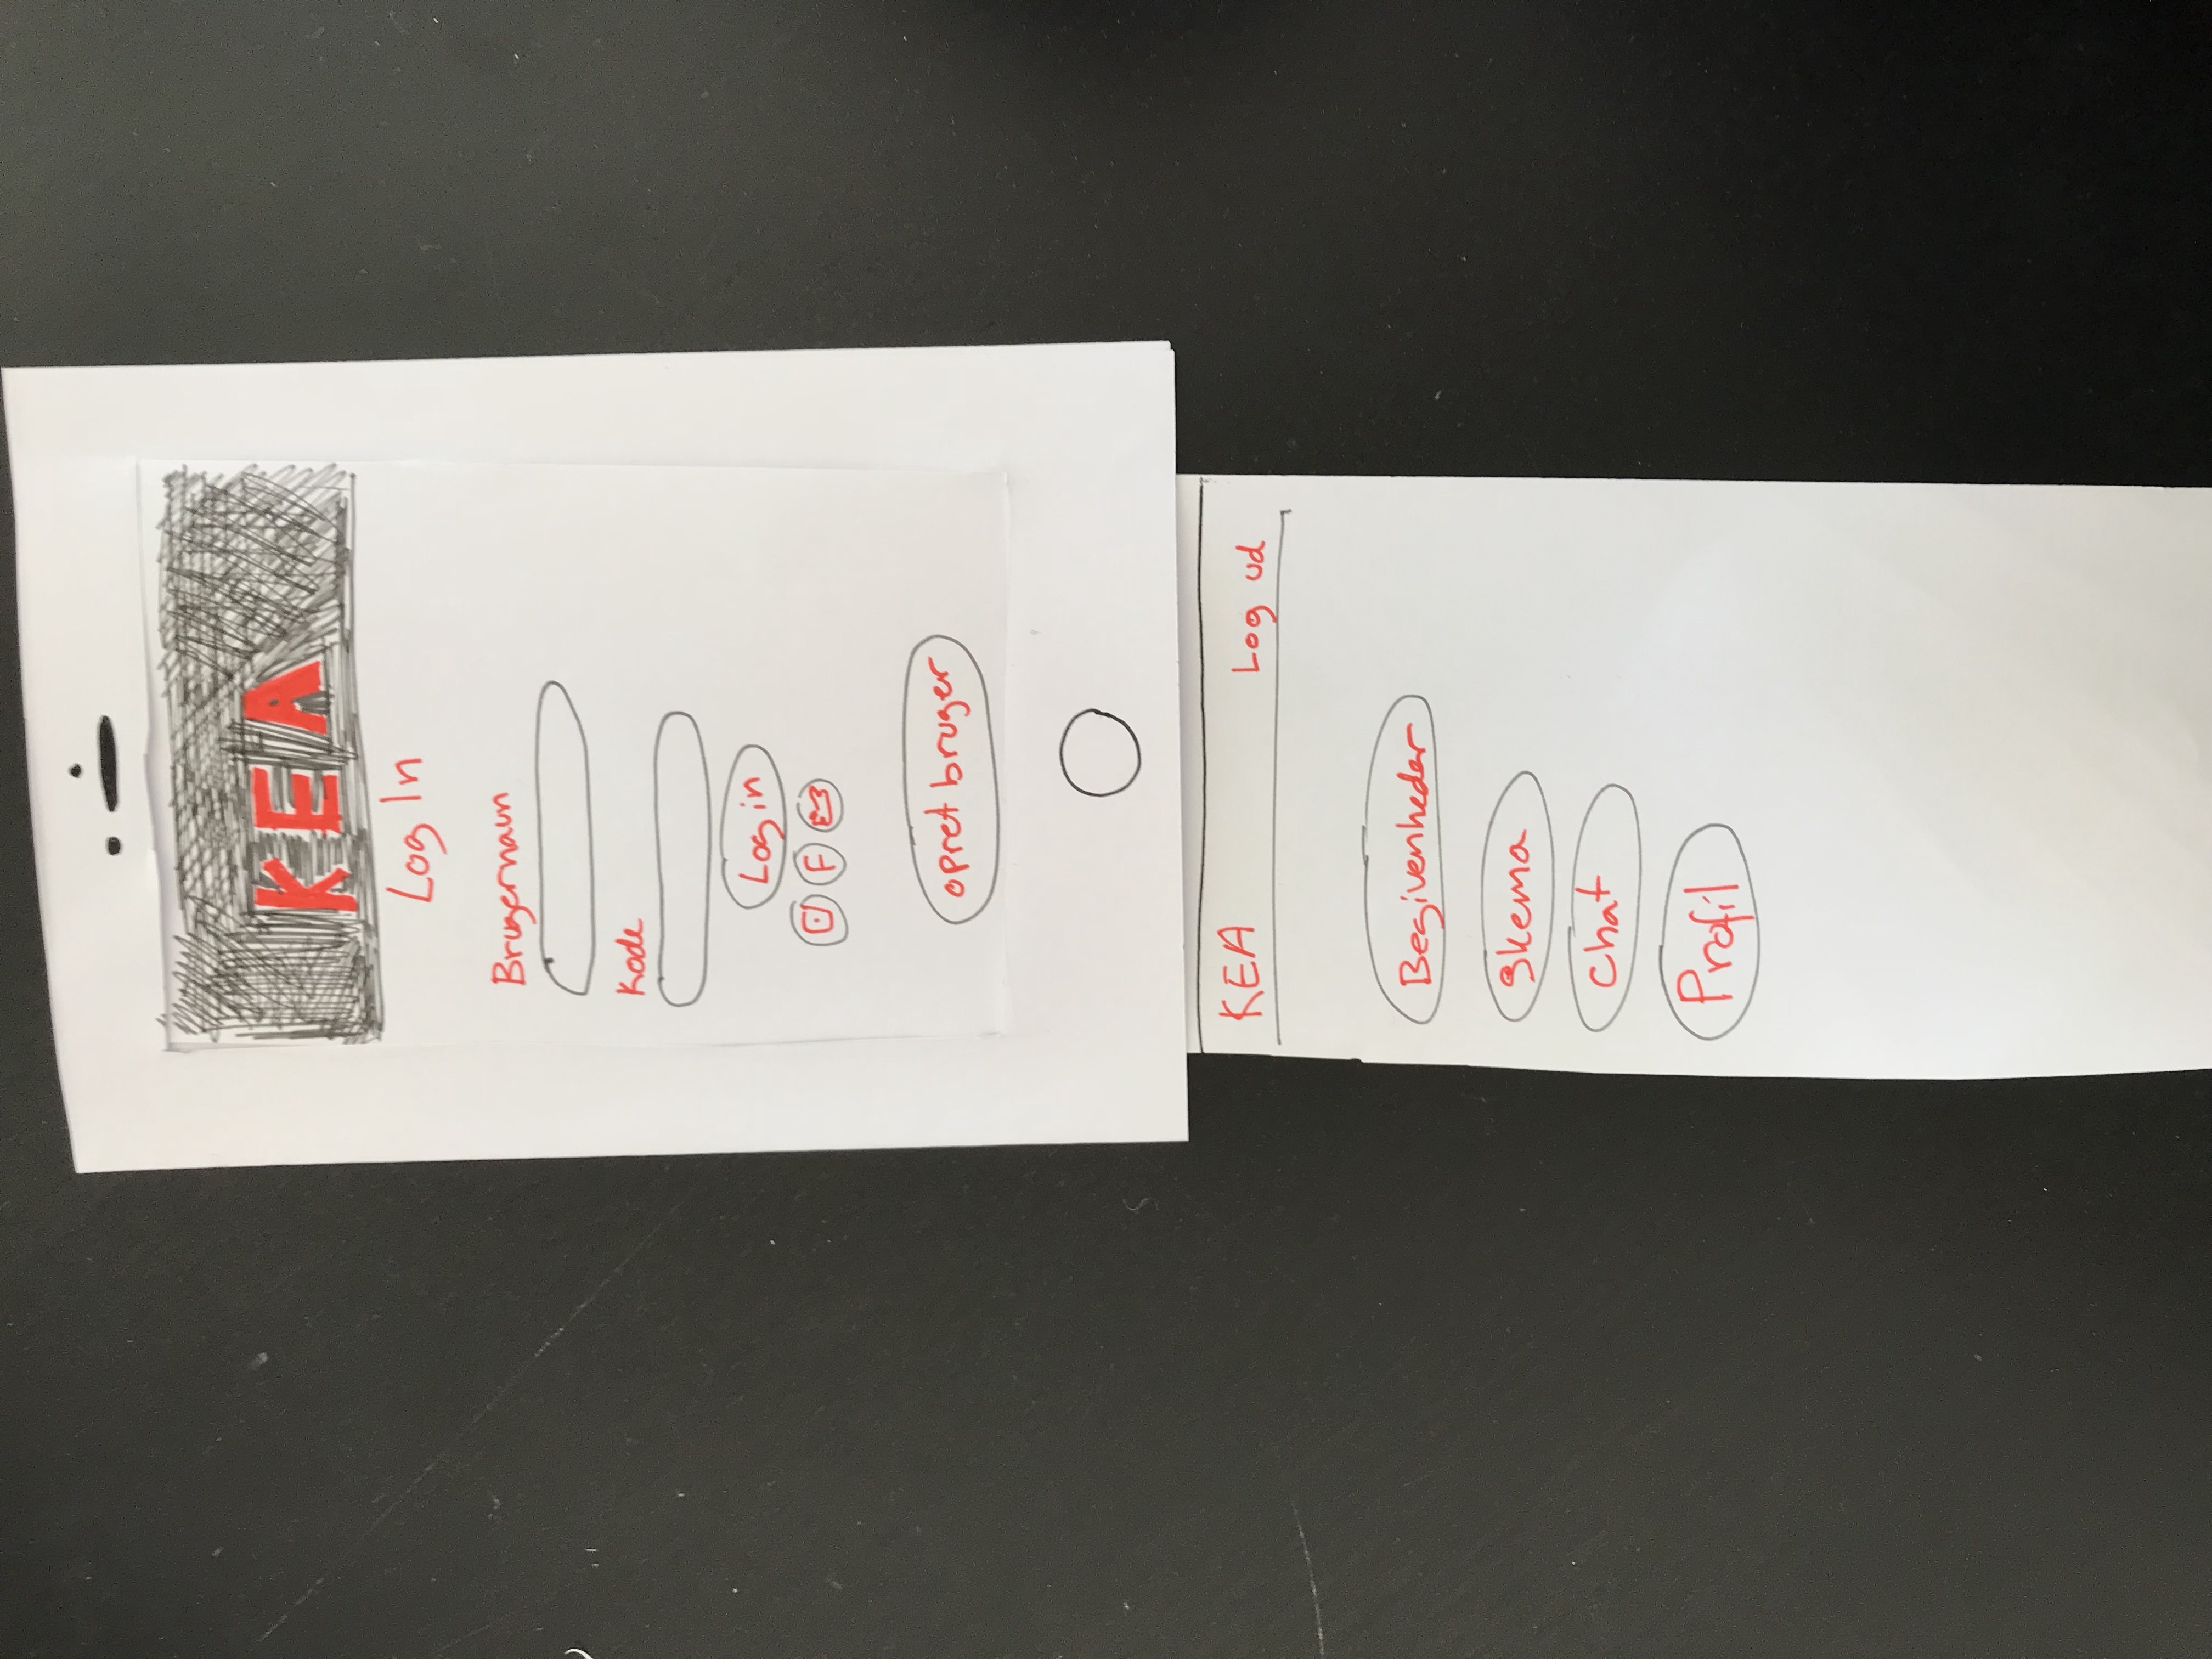 KEA
Log In
Brugernavn
Kode
Log in
F
opret bruger
KEA Log ud
Begivenheder
Skema
Chat
Profil